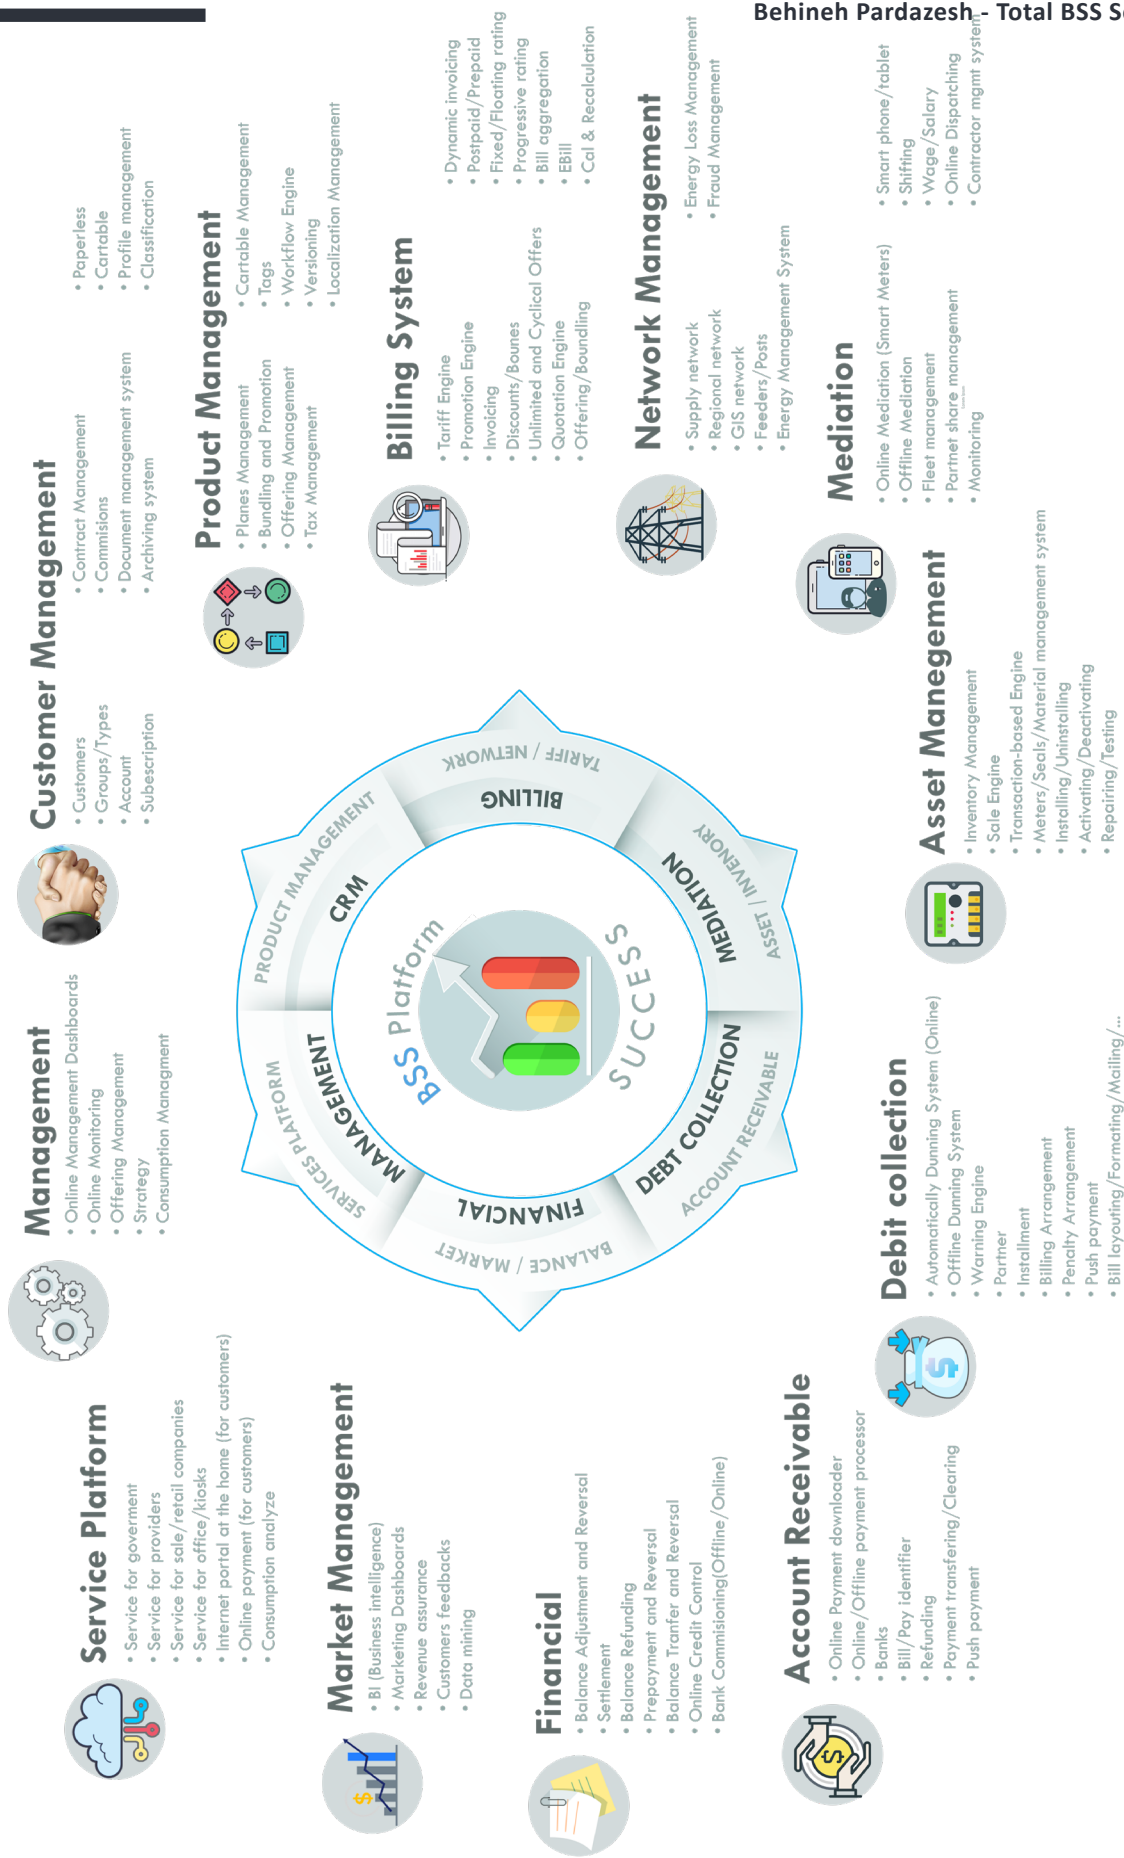 Behineh Pardazesh - Total BSS S
Customer Management
• Customers
• Groups/Types
• Account
• Subescription
• Contract Management
• Commisions
• Document management system
• Archiving system
• Paperless
• Cartable
• Profile management
• Classification
Product Management
• Planes Management
• Bundling and Promotion
• Offering Management
• Tax Management
• Cartable Management
• Tags
• Workflow Engine
• Versioning
• Localization Management
Billing System
• Tariff Engine
• Promotion Engine
• Invoicing
• Discounts/Bounes
• Unlimited and Cyclical Offers
• Quotation Engine
• Offering/Boundling
• Dynamic invoicing
• Postpaid/Prepaid
• Fixed/Floating rating
• Progressive rating
• Bill aggregation
• EBill
• Cal & Recalculation
Network Management
• Supply network
• Regional network
• GIS network
• Feeders/Posts
• Energy Management System
• Energy Loss Management
• Fraud Management
Mediation
• Online Mediation (Smart Meters)
• Offline Mediation
• Fleet management
• Partnet share management
• Monitoring
• Smart phone/tablet
• Shifting
• Wage/Salary
• Online Dispatching
• Contractor mgmt system
Asset Manegement
• Inventory Management
• Sale Engine
• Transaction-based Engine
• Meters/Seals/Material management system
• Installing/Uninstalling
• Activating/Deactivating
• Repairing/Testing
Management
• Online Management Dashboards
• Online Monitoring
• Offering Management
• Strategy
• Consumption Managment
Service Platform
• Service for goverment
• Service for providers
• Service for sale/retail companies
• Service for office/kiosks
• Internet portal at the home (for customers)
• Online payment (for customers)
• Consumption analyze
Market Management
• BI (Business intelligence)
• Marketing Dashboards
• Revenue assurance
• Customers feedbacks
• Data mining
Financial
• Balance Adjustment and Reversal
• Settlement
• Balance Refunding
• Prepayment and Reversal
• Balance Tranfer and Reversal
• Online Credit Control
• Bank Commisioning(Offline/Online)
Account Receivable
• Online Payment downloader
• Online/Offline payment processor
• Banks
• Bill/Pay identifier
• Refunding
• Payment transfering/Clearing
• Push payment
Debit collection
• Automatically Dunning System (Online)
• Offline Dunning System
• Warning Engine
• Partner
• Installment
• Billing Arrangement
• Penalty Arrangement
• Push payment
• Bill layouting/Formating/Mailing/...
PRODUCT MANAGEMENT
CRM
TARIFF / NETWORK
BILLING
ASSET / INVENORY
MEDIATION
ACCOUNT RECEIVABLE
DEBT COLLECTION
BALANCE / MARKET
FINANCIAL
SERVICES PLATFORM
MANAGEMENT
BSS Platform
SUCCESS